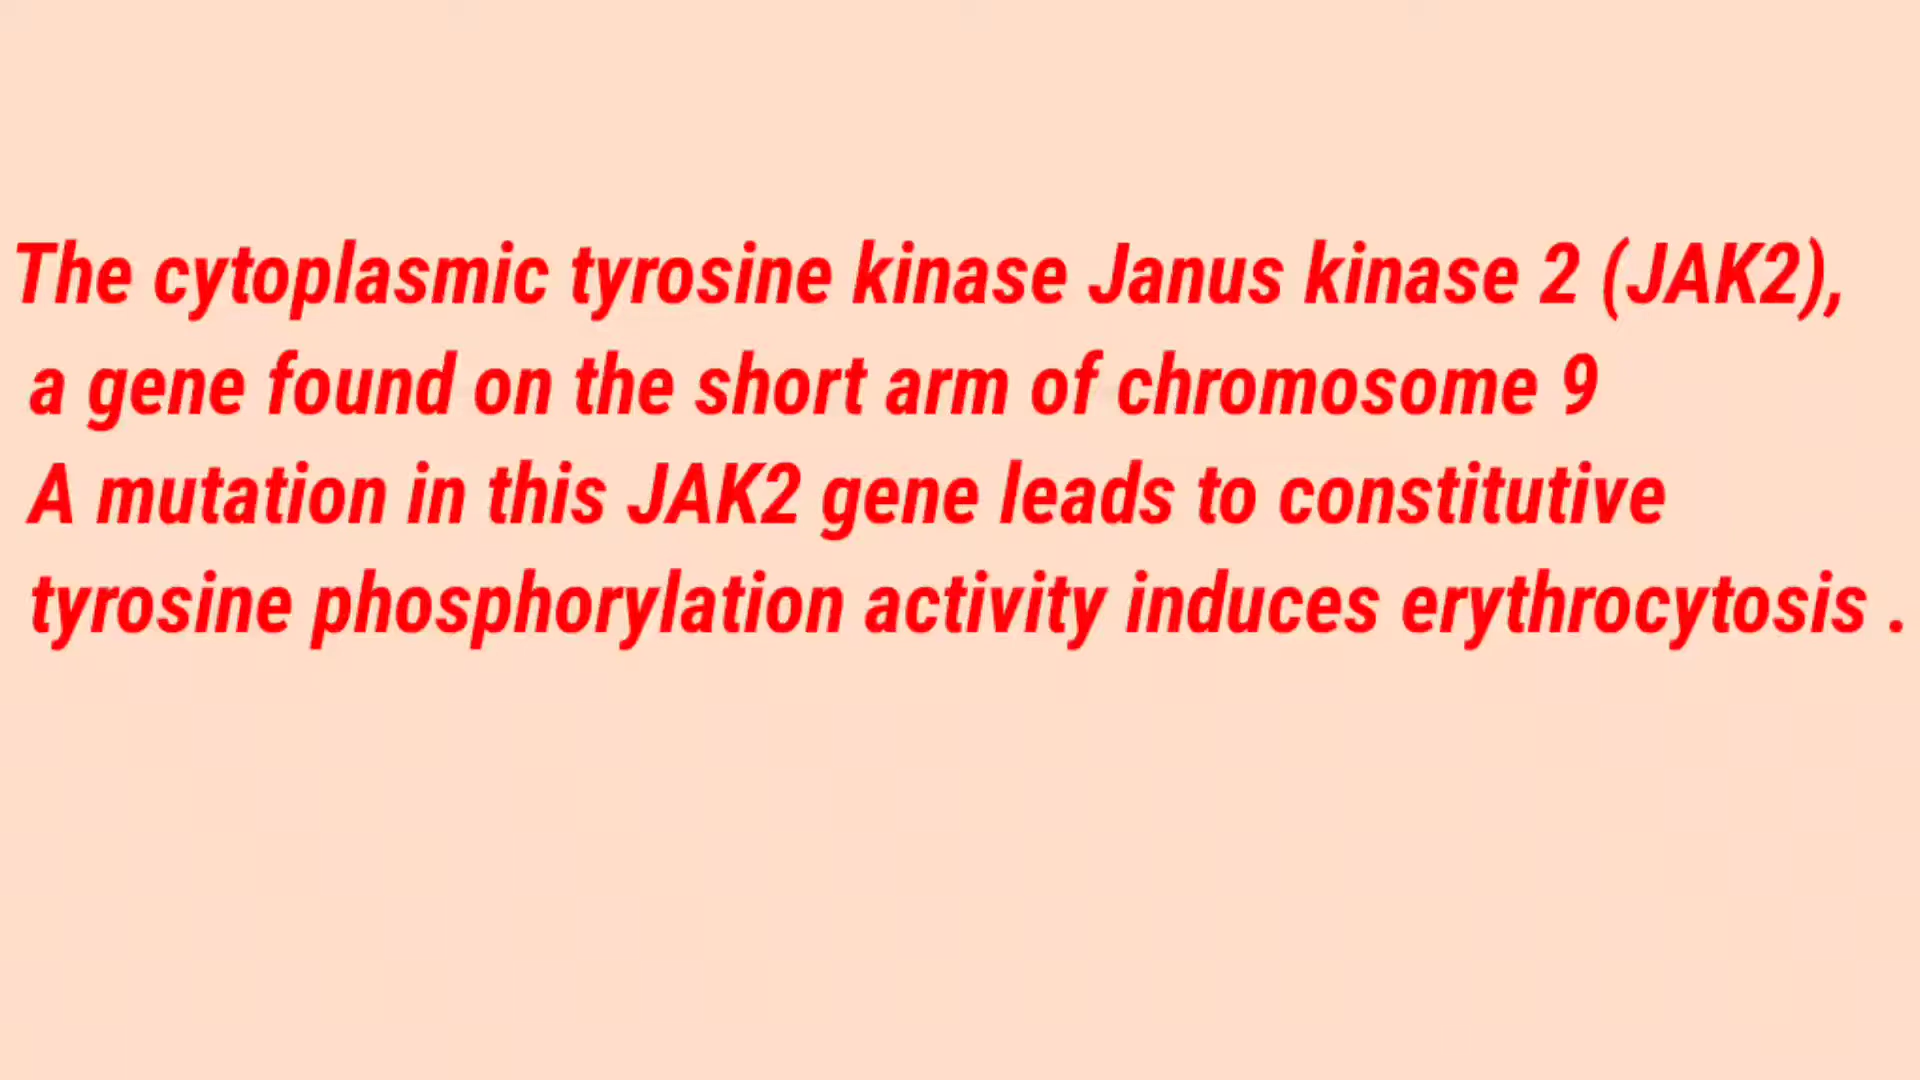 The cytoplasmic tyrosine kinase Janus kinase 2 (JAK2),
a gene found on the short arm of chromosome 9
A mutation in this JAK2 gene leads to constitutive
tyrosine phosphorylation activity induces erythrocytosis .